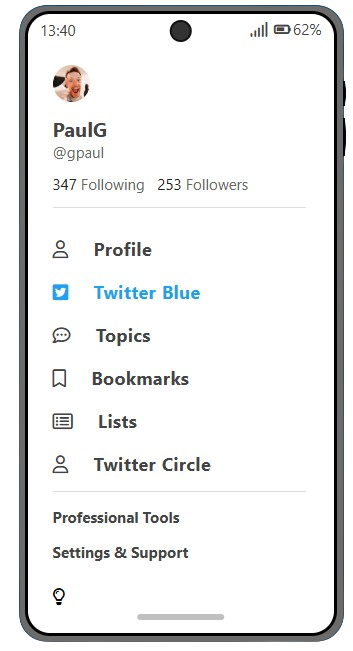 13:40 62%
PaulG
@gpaul
347 Following 253 Followers
Profile
Twitter Blue
Topics
Bookmarks
Lists
Twitter Circle
Professional Tools
Settings & Support